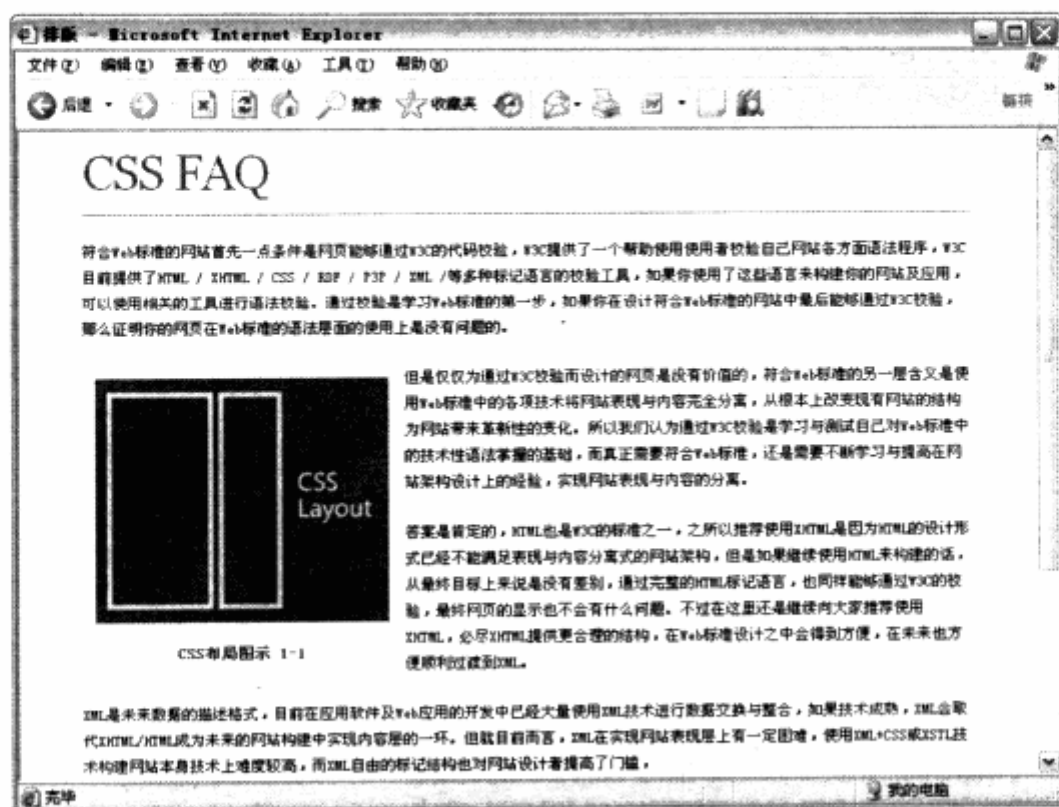 排版 - Microsoft Internet Explorer
文件(F) 编辑(E) 查看(V) 收藏(A) 工具(T) 帮助(H)
后退 搜索 收藏夹 链接 »
CSS FAQ
符合Web标准的网站首先一点条件是网页能够通过W3C的代码校验，W3C提供了一个帮助使用使用者校验自己网站各方面语法程序，W3C
目前提供了HTML / XHTML / CSS / RDF / P3P / XML /等多种标记语言的校验工具，如果你使用了这些语言来构建你的网站及应用，
可以使用相关的工具进行语法校验。通过校验是学习Web标准的第一步，如果你在设计符合Web标准的网站中最后能够通过W3C校验，
那么证明你的网页在Web标准的语法层面的使用上是没有问题的。
但是仅仅为通过W3C校验而设计的网页是没有价值的，符合Web标准的另一层含义是使
用Web标准中的各项技术将网站表现与内容完全分离，从根本上改变现有网站的结构
为网站带来革新性的变化。所以我们认为通过W3C校验是学习与测试自己对Web标准中
的技术性语法掌握的基础，而真正需要符合Web标准，还是需要不断学习与提高在网
站架构设计上的经验，实现网站表现与内容的分离。
CSS
Layout
CSS布局图示 1-1
答案是肯定的，HTML也是W3C的标准之一，之所以推荐使用XHTML是因为HTML的设计形
式已经不能满足表现与内容分离式的网站架构，但是如果继续使用HTML来构建的话，
从最终目标上来说是没有差别，通过完整的HTML标记语言，也同样能够通过W3C的校
验，最终网页的显示也不会有什么问题。不过在这里还是继续向大家推荐使用
XHTML，必尽XHTML提供更合理的结构，在Web标准设计之中会得到方便，在未来也方
便顺利过渡到XML。
XML是未来数据的描述格式，目前在应用软件及Web应用的开发中已经大量使用XML技术进行数据交换与整合，如果技术成熟，XML会取
代XHTML/HTML成为未来的网站构建中实现内容层的一环。但就目前而言，XML在实现网站表现层上有一定困难，使用XML+CSS或XSTL技
术构建网站本身技术上难度较高，而XML自由的标记结构也对网站设计者提高了门槛，
完毕 我的电脑